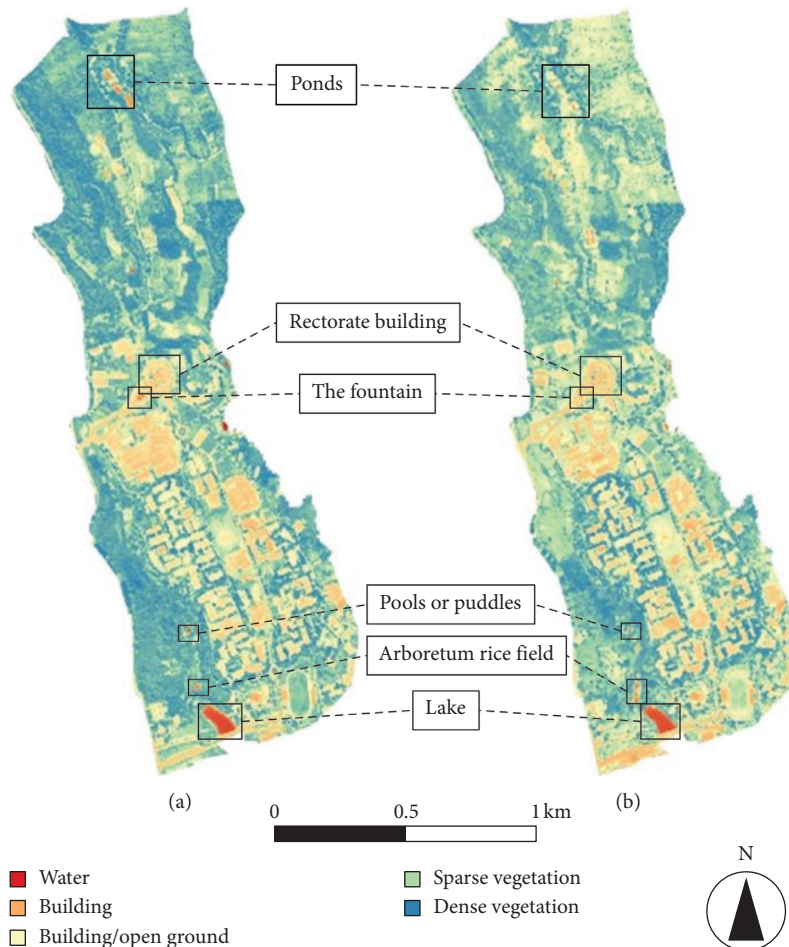 Ponds
Rectorate building
The fountain
Pools or puddles
Arboretum rice field
Lake
(a)
(b)
0 0.5 1 km
Water
Building
Building/open ground
Sparse vegetation
Dense vegetation
N